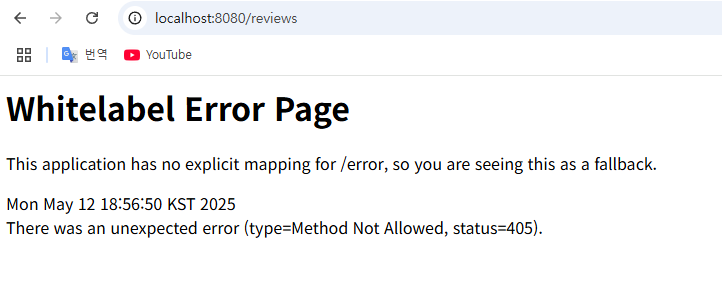 localhost:8080/reviews
번역 YouTube
Whitelabel Error Page
This application has no explicit mapping for /error, so you are seeing this as a fallback.
Mon May 12 18:56:50 KST 2025
There was an unexpected error (type=Method Not Allowed, status=405).